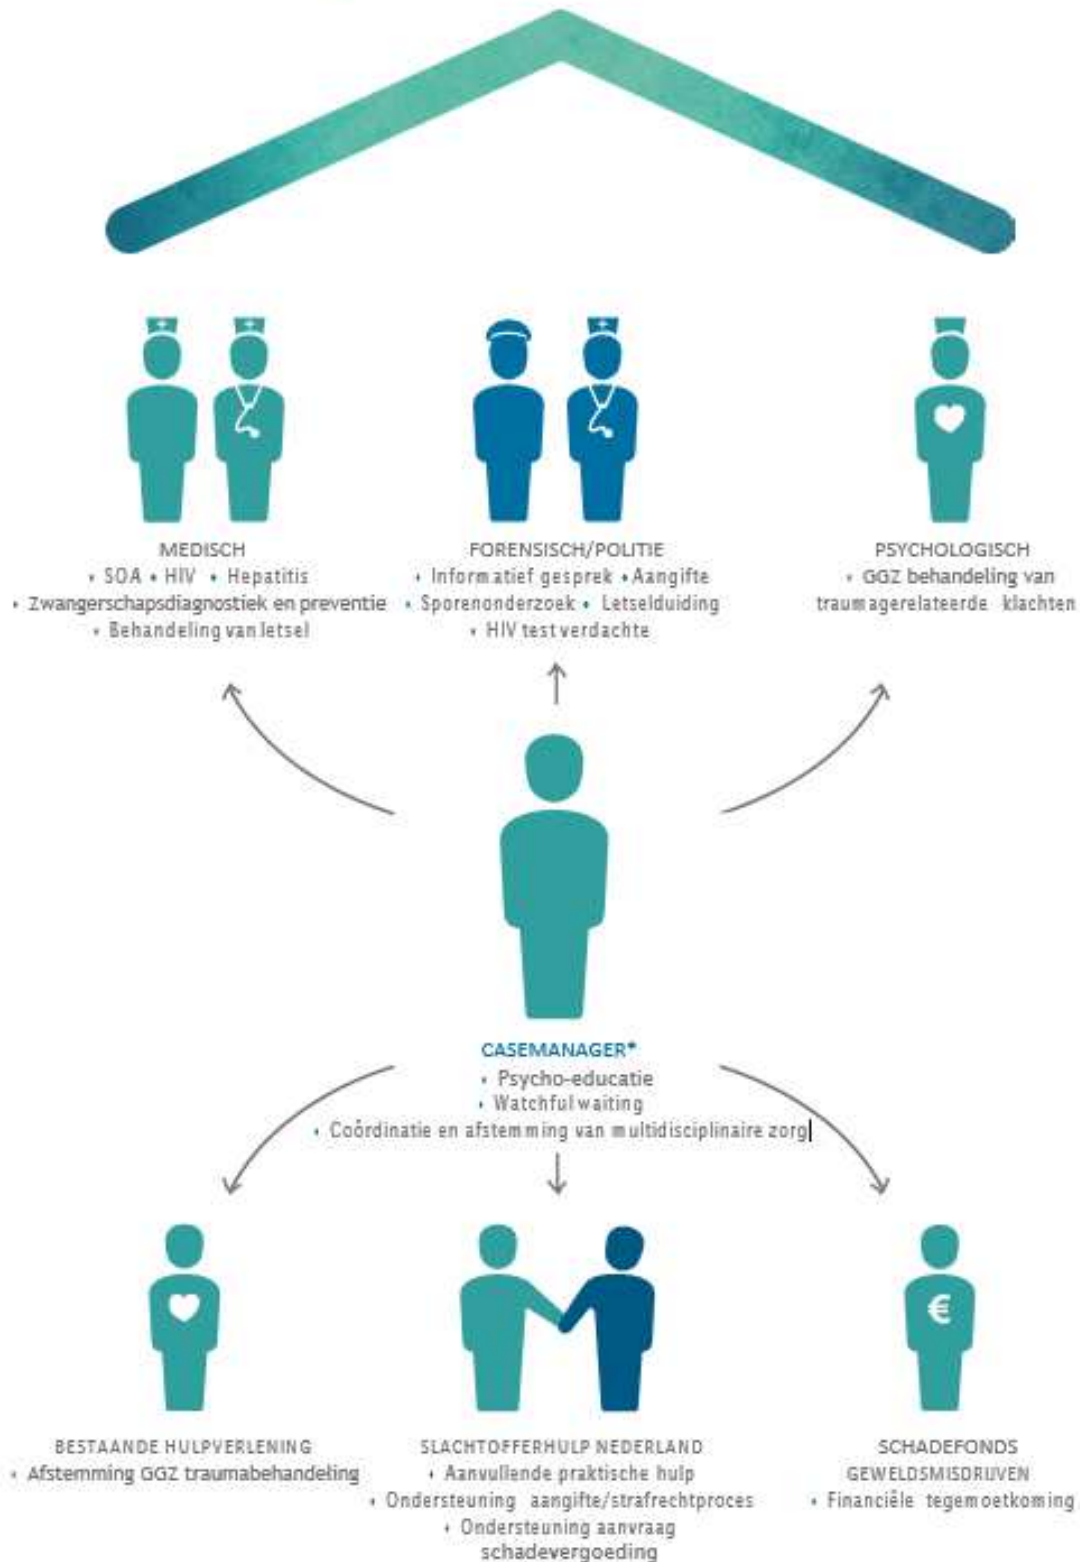 MEDISCH
• SOA • HIV • Hepatitis
• Zwangerschapsdiagnostiek en preventie
• Behandeling van letsel
FORENSISCH/POLITIE
• Informatief gesprek • Aangifte
• Sporenonderzoek • Letselduiding
• HIV test verdachte
PSYCHOLOGISCH
• GGZ behandeling van
traumagerelateerde klachten
CASEMANAGER*
• Psycho-educatie
• Watchful waiting
• Coördinatie en afstemming van multidisciplinaire zorg
BESTAANDE HULPVERLENING
• Afstemming GGZ traumabehandeling
SLACHTOFFERHULP NEDERLAND
• Aanvullende praktische hulp
• Ondersteuning aangifte/strafrechtproces
• Ondersteuning aanvraag
schadevergoeding
€
SCHADEFONDS
GEWELDSMISDRIJVEN
• Financiële tegemoetkoming